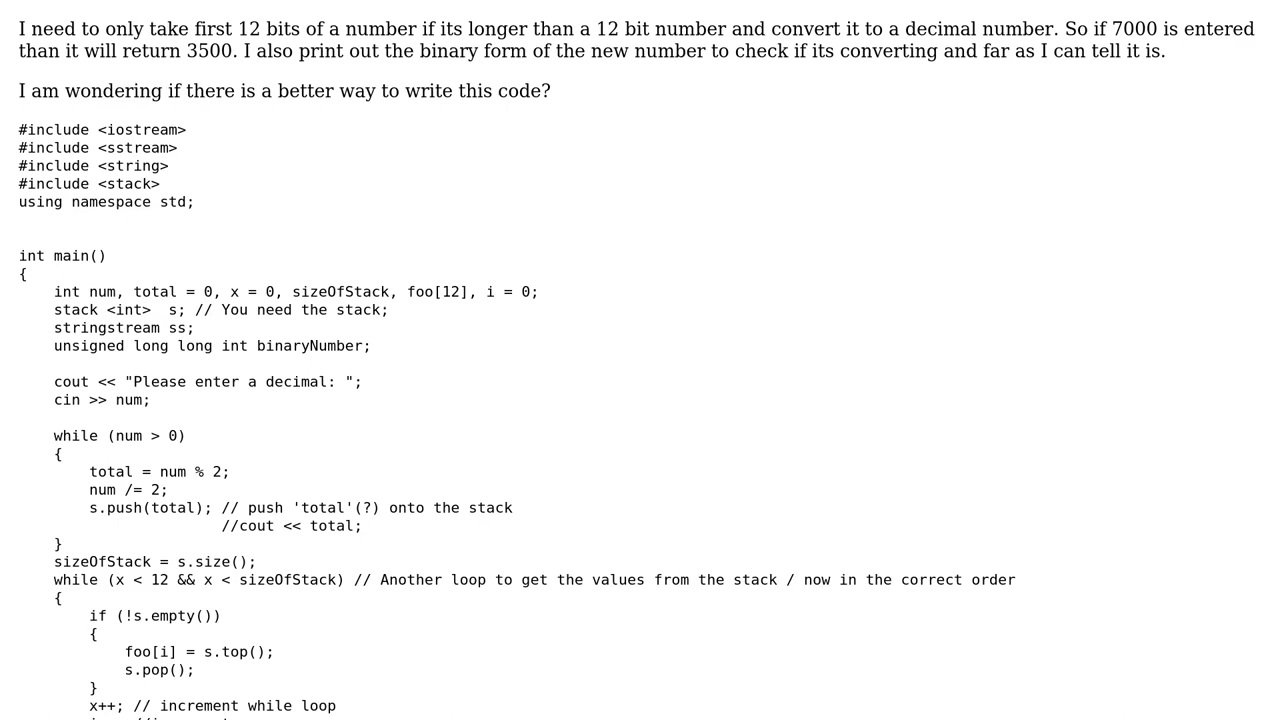 I need to only take first 12 bits of a number if its longer than a 12 bit number and convert it to a decimal number. So if 7000 is entered
than it will return 3500. I also print out the binary form of the new number to check if its converting and far as I can tell it is.
I am wondering if there is a better way to write this code?
#include <iostream>
#include <sstream>
#include <string>
#include <stack>
using namespace std;
int main()
{
    int num, total = 0, x = 0, sizeOfStack, foo[12], i = 0;
    stack <int>  s; // You need the stack;
    stringstream ss;
    unsigned long long int binaryNumber;
    cout << "Please enter a decimal: ";
    cin >> num;
    while (num > 0)
    {
        total = num % 2;
        num /= 2;
        s.push(total); // push 'total'(?) onto the stack
                       //cout << total;
    }
    sizeOfStack = s.size();
    while (x < 12 && x < sizeOfStack) // Another loop to get the values from the stack / now in the correct order
    {
        if (!s.empty())
        {
            foo[i] = s.top();
            s.pop();
        }
        x++; // increment while loop